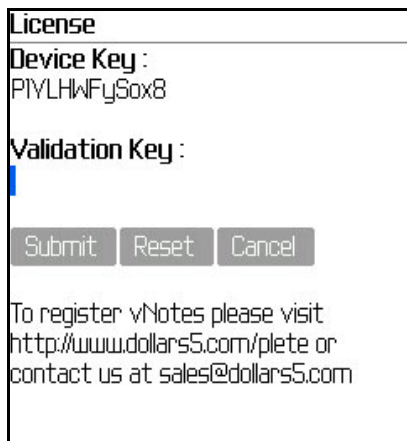 License
Device Key :
PlYLHWFySox8
Validation Key :
Submit Reset Cancel
To register vNotes please visit
http://www.dollars5.com/plete or
contact us at sales@dollars5.com